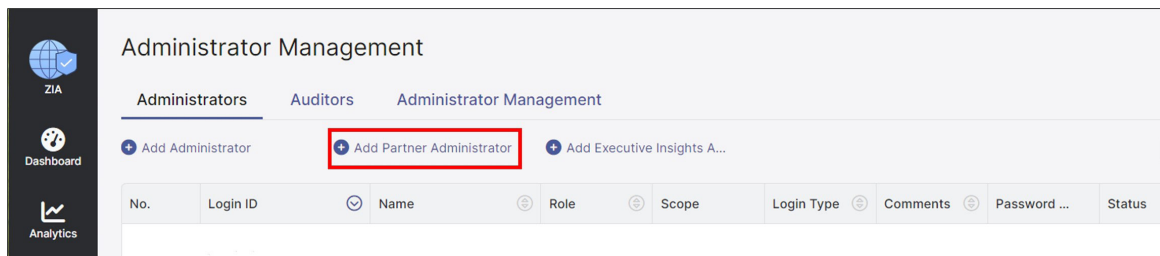 Administrator Management
ZIA
Administrators Auditors Administrator Management
Dashboard
Add Administrator Add Partner Administrator Add Executive Insights A...
No. Login ID Name Role Scope Login Type Comments Password ... Status
Analytics